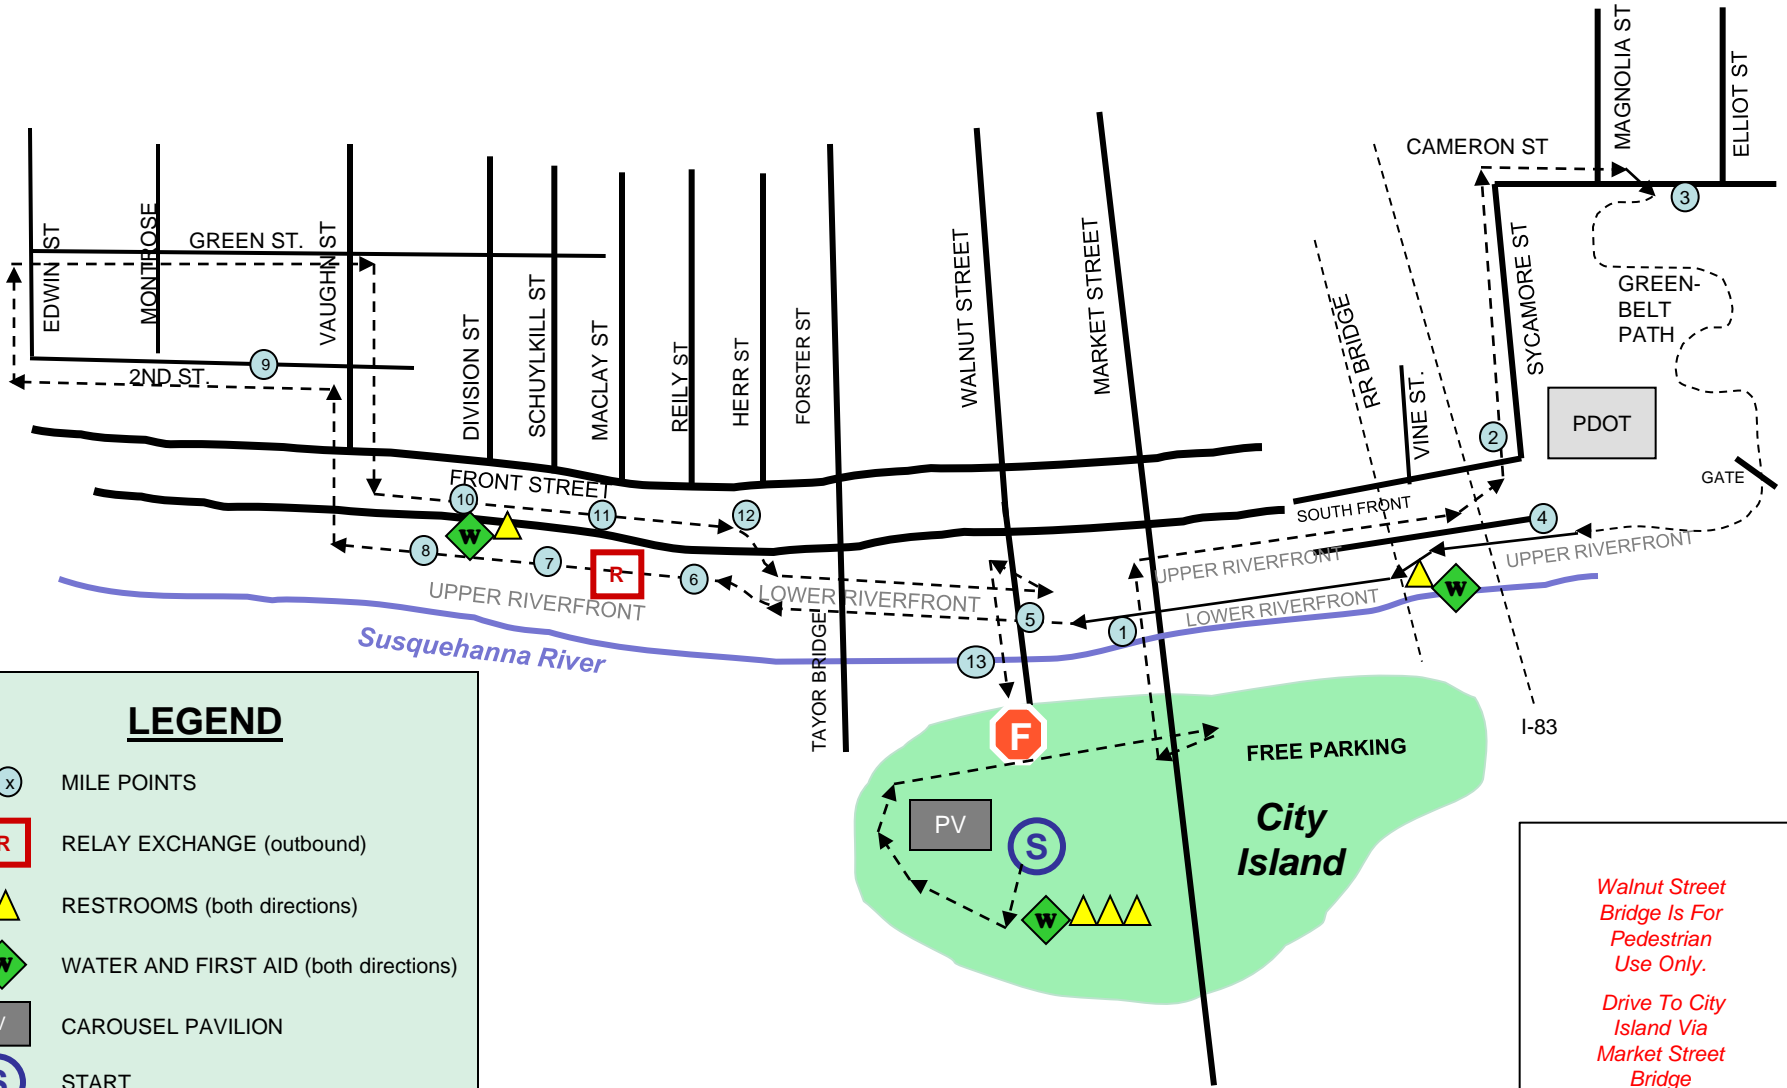 MAGNOLIA ST
ELLIOT ST
CAMERON ST
3
EDWIN ST
MONTROSE
GREEN ST.
VAUGHN ST
DIVISION ST
SCHUYLKILL ST
MACLAY ST
REILY ST
HERR ST
FORSTER ST
WALNUT STREET
MARKET STREET
RR BRIDGE
VINE ST.
SYCAMORE ST
GREEN-
BELT
PATH
9
2ND ST.
PDOT
2
GATE
FRONT STREET
10
11
12
W
SOUTH FRONT
4
8
7
R
6
UPPER RIVERFRONT
LOWER RIVERFRONT
UPPER RIVERFRONT
UPPER RIVERFRONT
LOWER RIVERFRONT
W
5
1
13
Susquehanna River
TAYOR BRIDGE
I-83
F
FREE PARKING
PV
S
City
Island
W
LEGEND
x MILE POINTS
R RELAY EXCHANGE (outbound)
RESTROOMS (both directions)
W WATER AND FIRST AID (both directions)
V CAROUSEL PAVILION
S START
Walnut Street
Bridge Is For
Pedestrian
Use Only.
Drive To City
Island Via
Market Street
Bridge